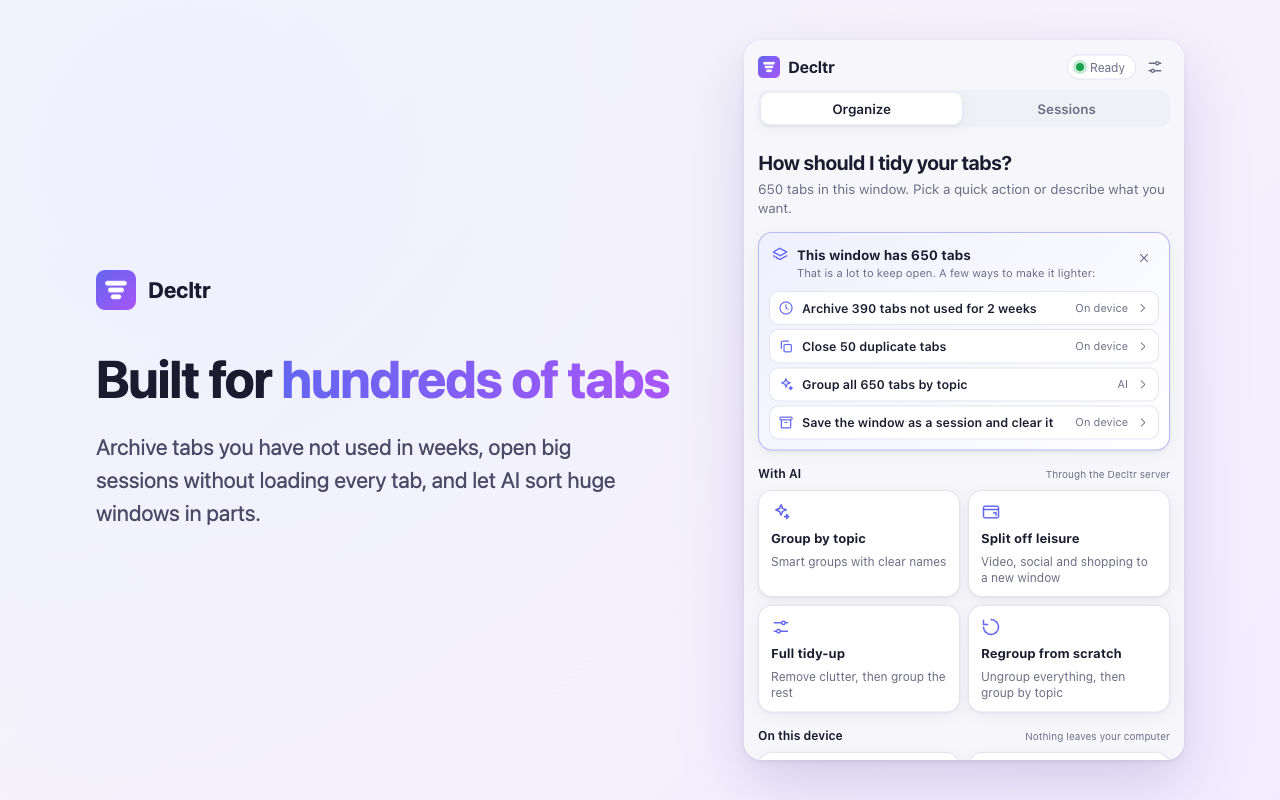 Decltr
Built for hundreds of tabs
Archive tabs you have not used in weeks, open big
sessions without loading every tab, and let AI sort huge
windows in parts.
Decltr
Ready
Organize
Sessions
How should I tidy your tabs?
650 tabs in this window. Pick a quick action or describe what you
want.
This window has 650 tabs
That is a lot to keep open. A few ways to make it lighter:
Archive 390 tabs not used for 2 weeks On device
Close 50 duplicate tabs On device
Group all 650 tabs by topic AI
Save the window as a session and clear it On device
With AI
Through the Decltr server
Group by topic
Smart groups with clear names
Split off leisure
Video, social and shopping to
a new window
Full tidy-up
Remove clutter, then group the
rest
Regroup from scratch
Ungroup everything, then
group by topic
On this device
Nothing leaves your computer